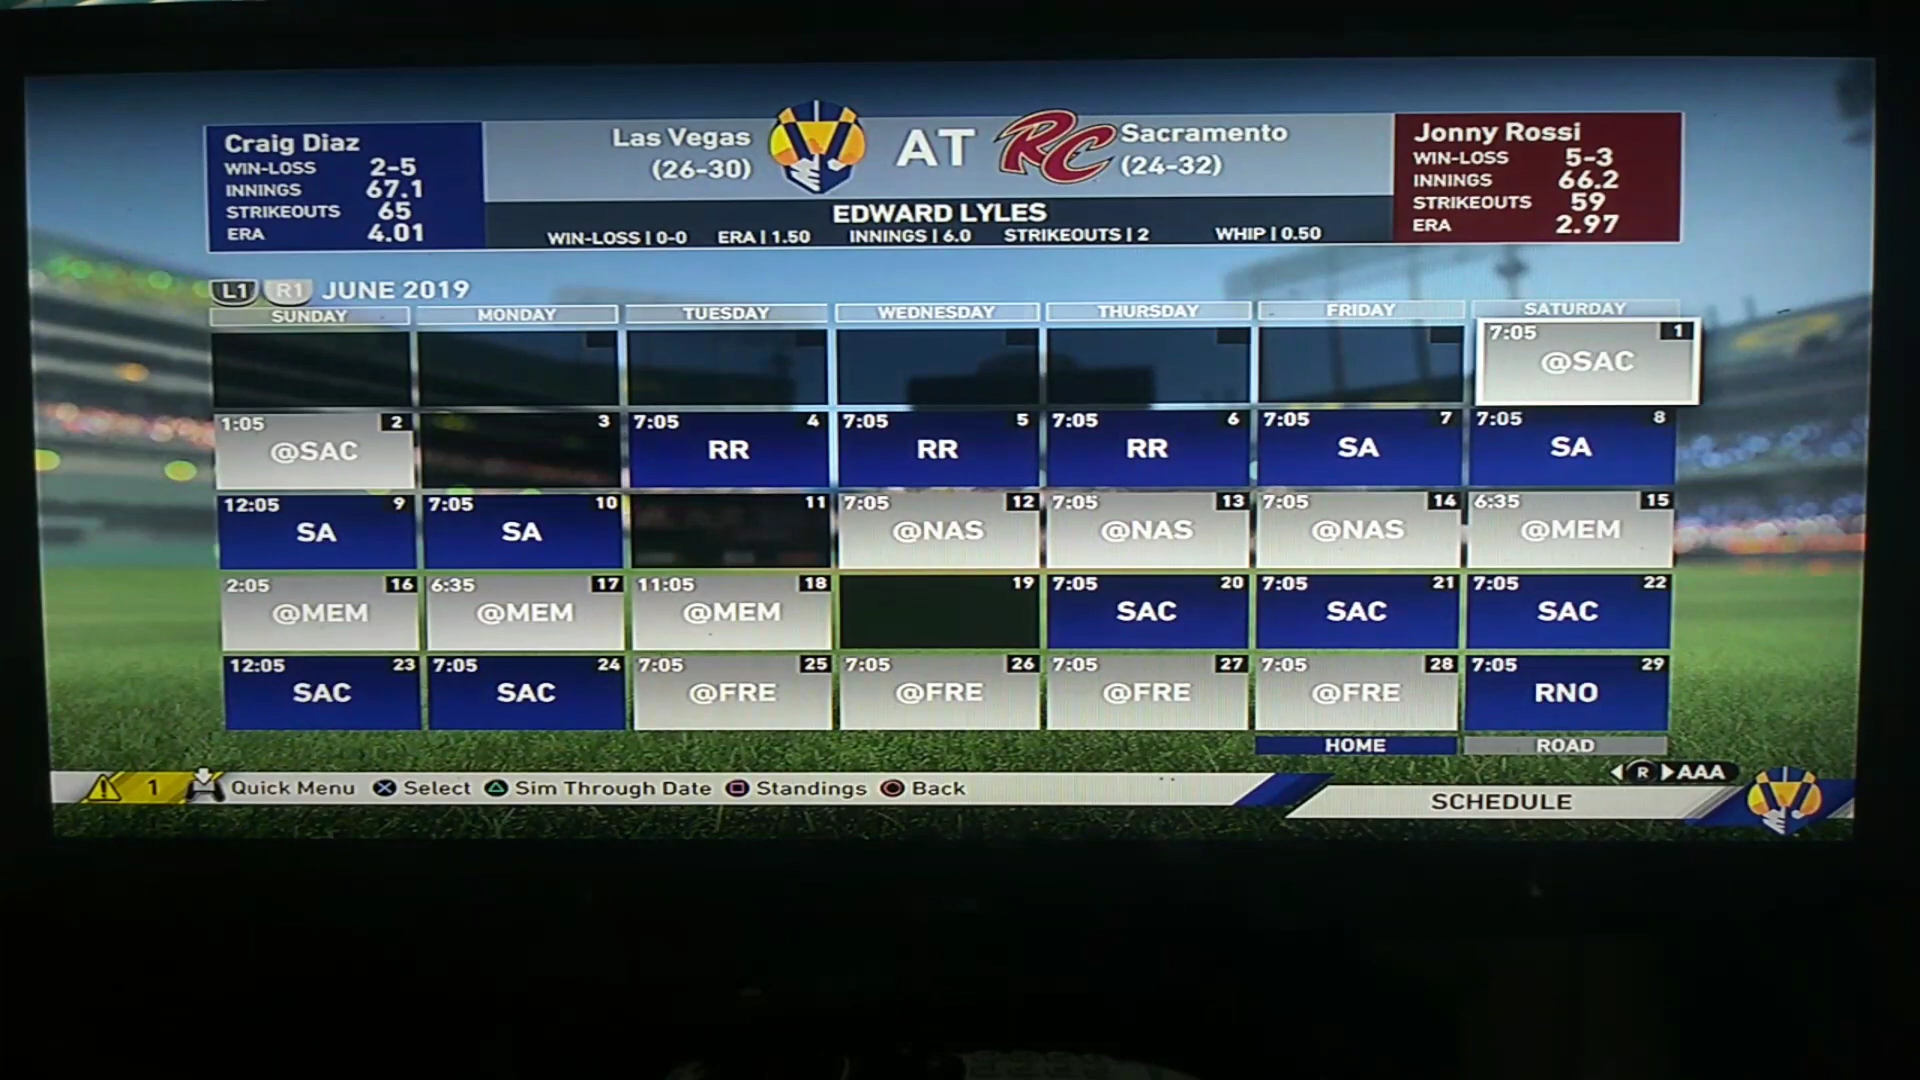 Craig Diaz
WIN-LOSS 2-5
INNINGS 67.1
STRIKEOUTS 65
ERA 4.01
Las Vegas
(26-30)
AT
RC
Sacramento
(24-32)
Jonny Rossi
WIN-LOSS 5-3
INNINGS 66.2
STRIKEOUTS 59
ERA 2.97
EDWARD LYLES
WIN-LOSS | 0-0 ERA | 1.50 INNINGS | 6.0 STRIKEOUTS | 2 WHIP | 0.50
L1 R1 JUNE 2019
SUNDAY MONDAY TUESDAY WEDNESDAY THURSDAY FRIDAY SATURDAY
7:05 1
@SAC
1:05 2 3 7:05 4 7:05 5 7:05 6 7:05 7 7:05 8
@SAC RR RR RR SA SA
12:05 9 7:05 10 11 7:05 12 7:05 13 7:05 14 6:35 15
SA SA @NAS @NAS @NAS @MEM
2:05 16 6:35 17 11:05 18 19 7:05 20 7:05 21 7:05 22
@MEM @MEM @MEM SAC SAC SAC
12:05 23 7:05 24 7:05 25 7:05 26 7:05 27 7:05 28 7:05 29
SAC SAC @FRE @FRE @FRE @FRE RNO
HOME ROAD
R AAA
1 Quick Menu Select Sim Through Date Standings Back
SCHEDULE